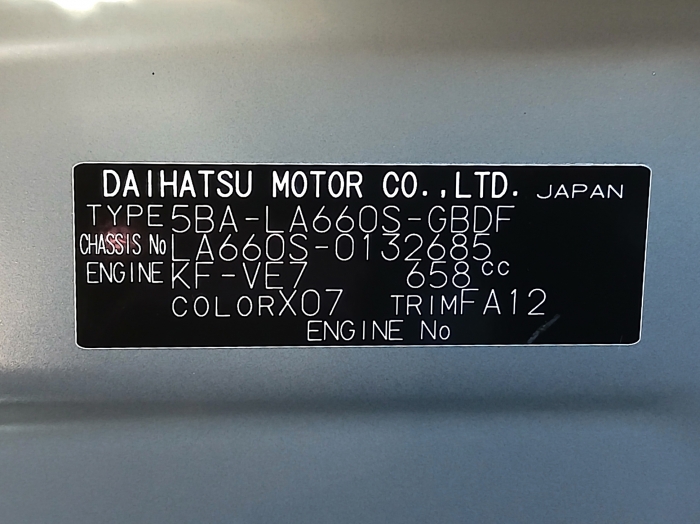 DAIHATSU MOTOR CO.,LTD. JAPAN
TYPE 5BA-LA660S-GBDF
CHASSIS No LA660S-0132685
ENGINE KF-VE7 658 cc
COLOR X07 TRIM FA12
ENGINE No